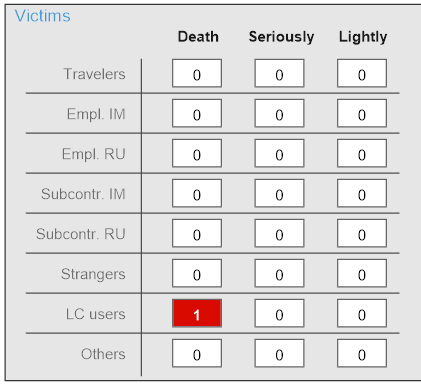 Victims
Death Seriously Lightly
Travelers 0 0 0
Empl. IM 0 0 0
Empl. RU 0 0 0
Subcontr. IM 0 0 0
Subcontr. RU 0 0 0
Strangers 0 0 0
LC users 1 0 0
Others 0 0 0